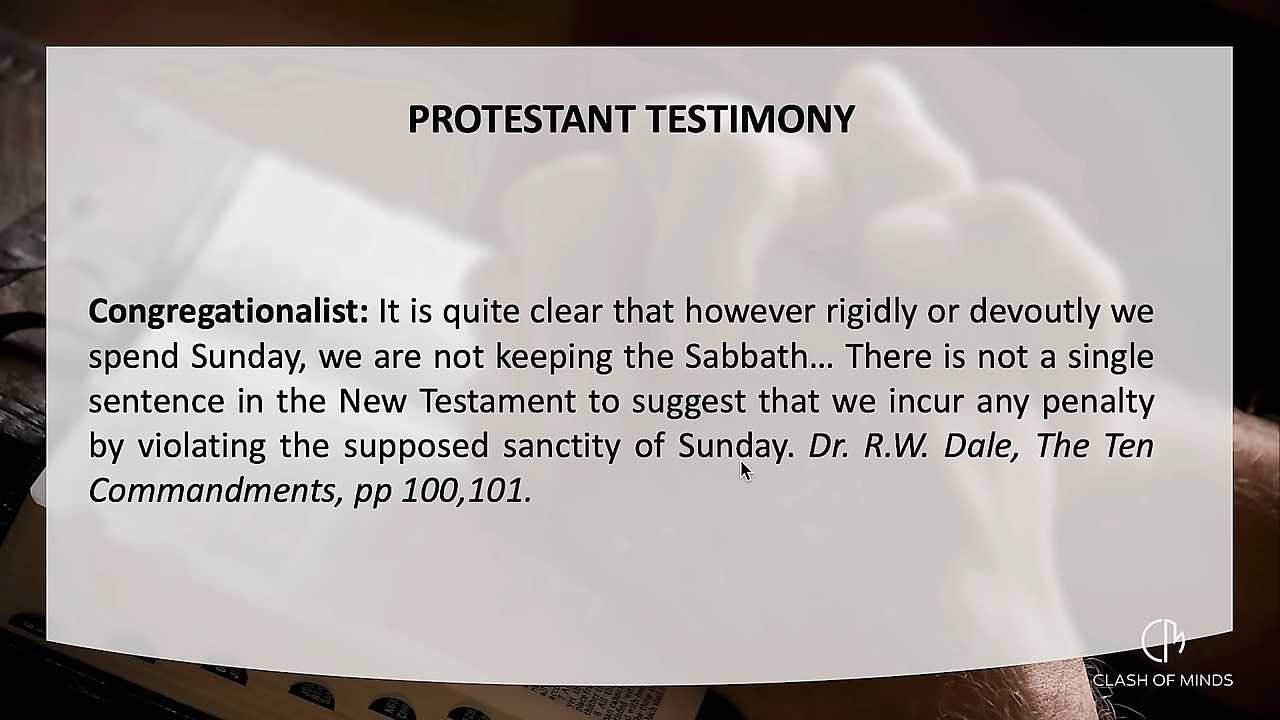 PROTESTANT TESTIMONY
Congregationalist: It is quite clear that however rigidly or devoutly we
spend Sunday, we are not keeping the Sabbath... There is not a single
sentence in the New Testament to suggest that we incur any penalty
by violating the supposed sanctity of Sunday. Dr. R.W. Dale, The Ten
Commandments, pp 100,101.
CLASH OF MINDS